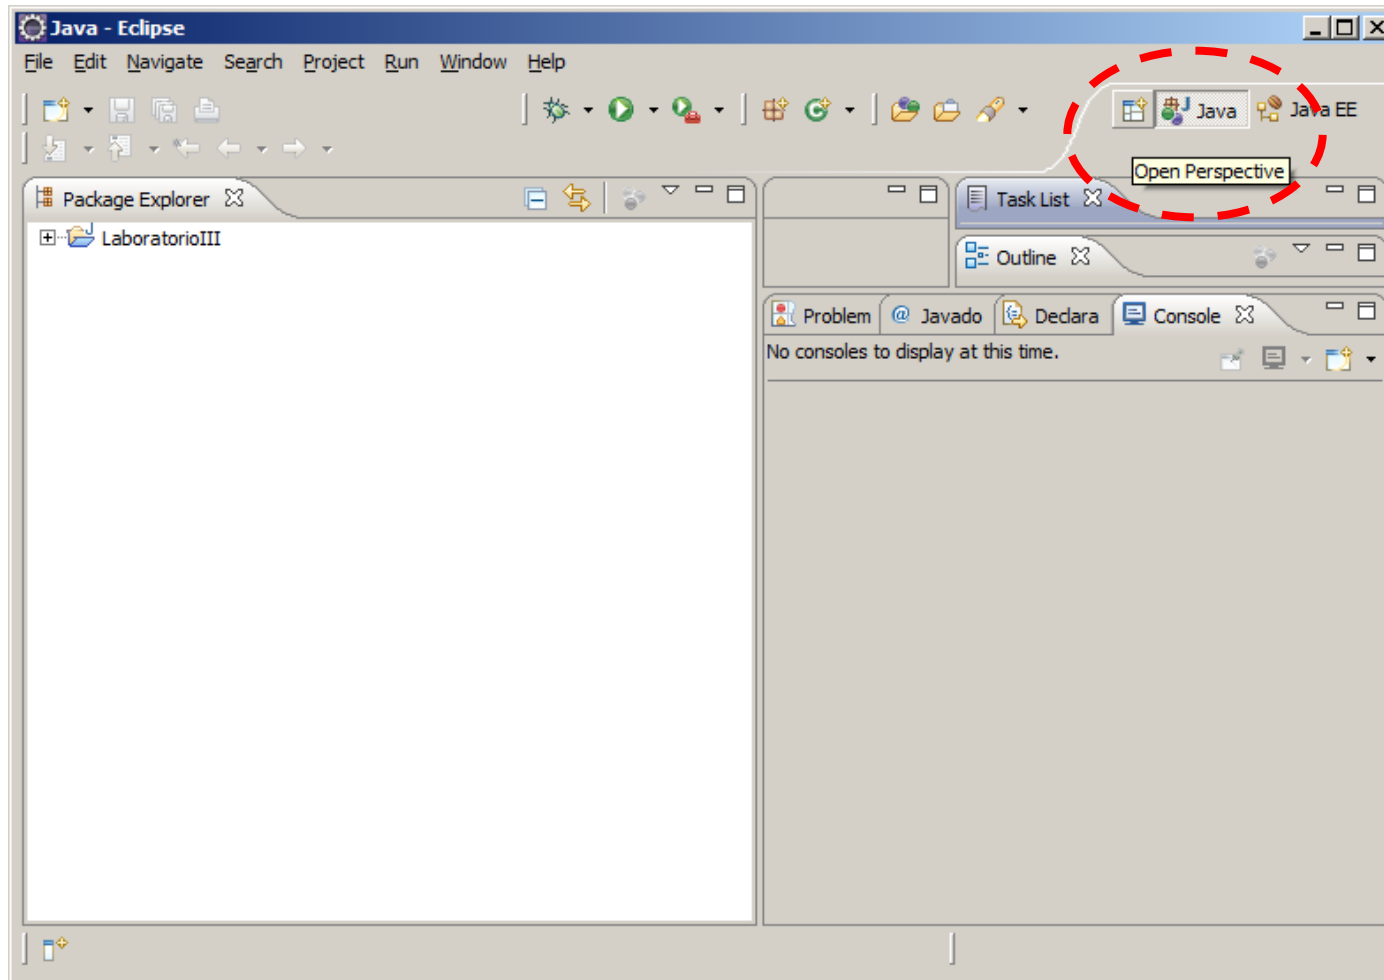 Java - Eclipse
File Edit Navigate Search Project Run Window Help
Java Java EE
Open Perspective
Package Explorer
Task List
LaboratorioIII
Outline
Problem @ Javado Declara Console
No consoles to display at this time.